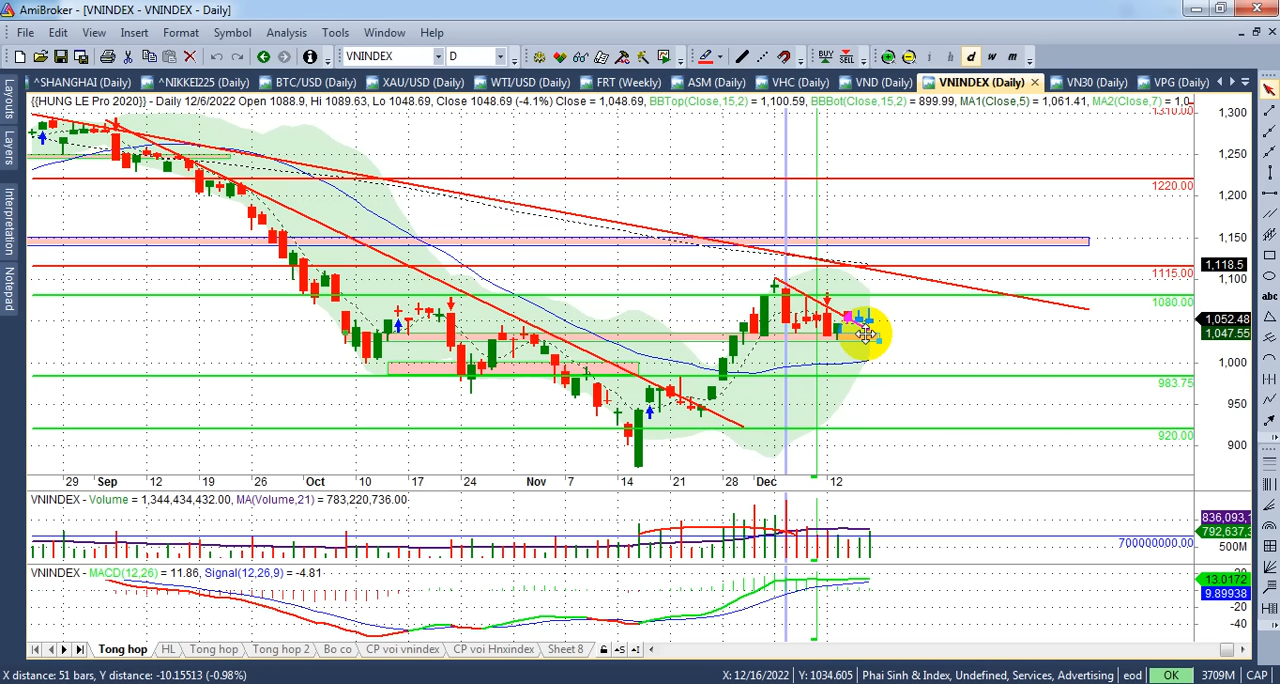 AmiBroker - [VNINDEX - VNINDEX - Daily]
File Edit View Insert Format Symbol Analysis Tools Window Help
VNINDEX D BUY SELL i h d w m
^SHANGHAI (Daily) ^NIKKEI225 (Daily) BTC/USD (Daily) XAU/USD (Daily) WTI/USD (Daily) FRT (Weekly) ASM (Daily) VHC (Daily) VND (Daily) VNINDEX (Daily) VN30 (Daily) VPG (Daily)
Layouts
Layers
Interpretation
Notepad
{{HUNG LE Pro 2020}} - Daily 12/6/2022 Open 1088.9, Hi 1089.63, Lo 1048.69, Close 1048.69 (-4.1%) Close = 1,048.69, BBTop(Close,15,2) = 1,100.59, BBBot(Close,15,2) = 899.99, MA1(Close,5) = 1,061.41, MA2(Close,7) = 1,0
1310.00
1,300
1,250
1,200
1220.00
1,150
1,118.5
1115.00
1,100
1080.00
1,052.48
1,047.55
1,000
983.75
950
920.00
900
abc
29 Sep 12 19 26 Oct 10 17 24 Nov 7 14 21 28 Dec 12
VNINDEX - Volume = 1,344,434,432.00, MA(Volume,21) = 783,220,736.00
836,093,1
792,637,3
700000000.00
500M
VNINDEX - MACD(12,26) = 11.86, Signal(12,26,9) = -4.81
13.0172
9.89938
-20
-40
Tong hop HL Tong hop Tong hop 2 Bo co CP voi vnindex CP voi Hnxindex Sheet 8
X distance: 51 bars, Y distance: -10.15513 (-0.98%) X: 12/16/2022 Y: 1034.605 Phai Sinh & Index, Undefined, Services, Advertising eod OK 3709M CAP